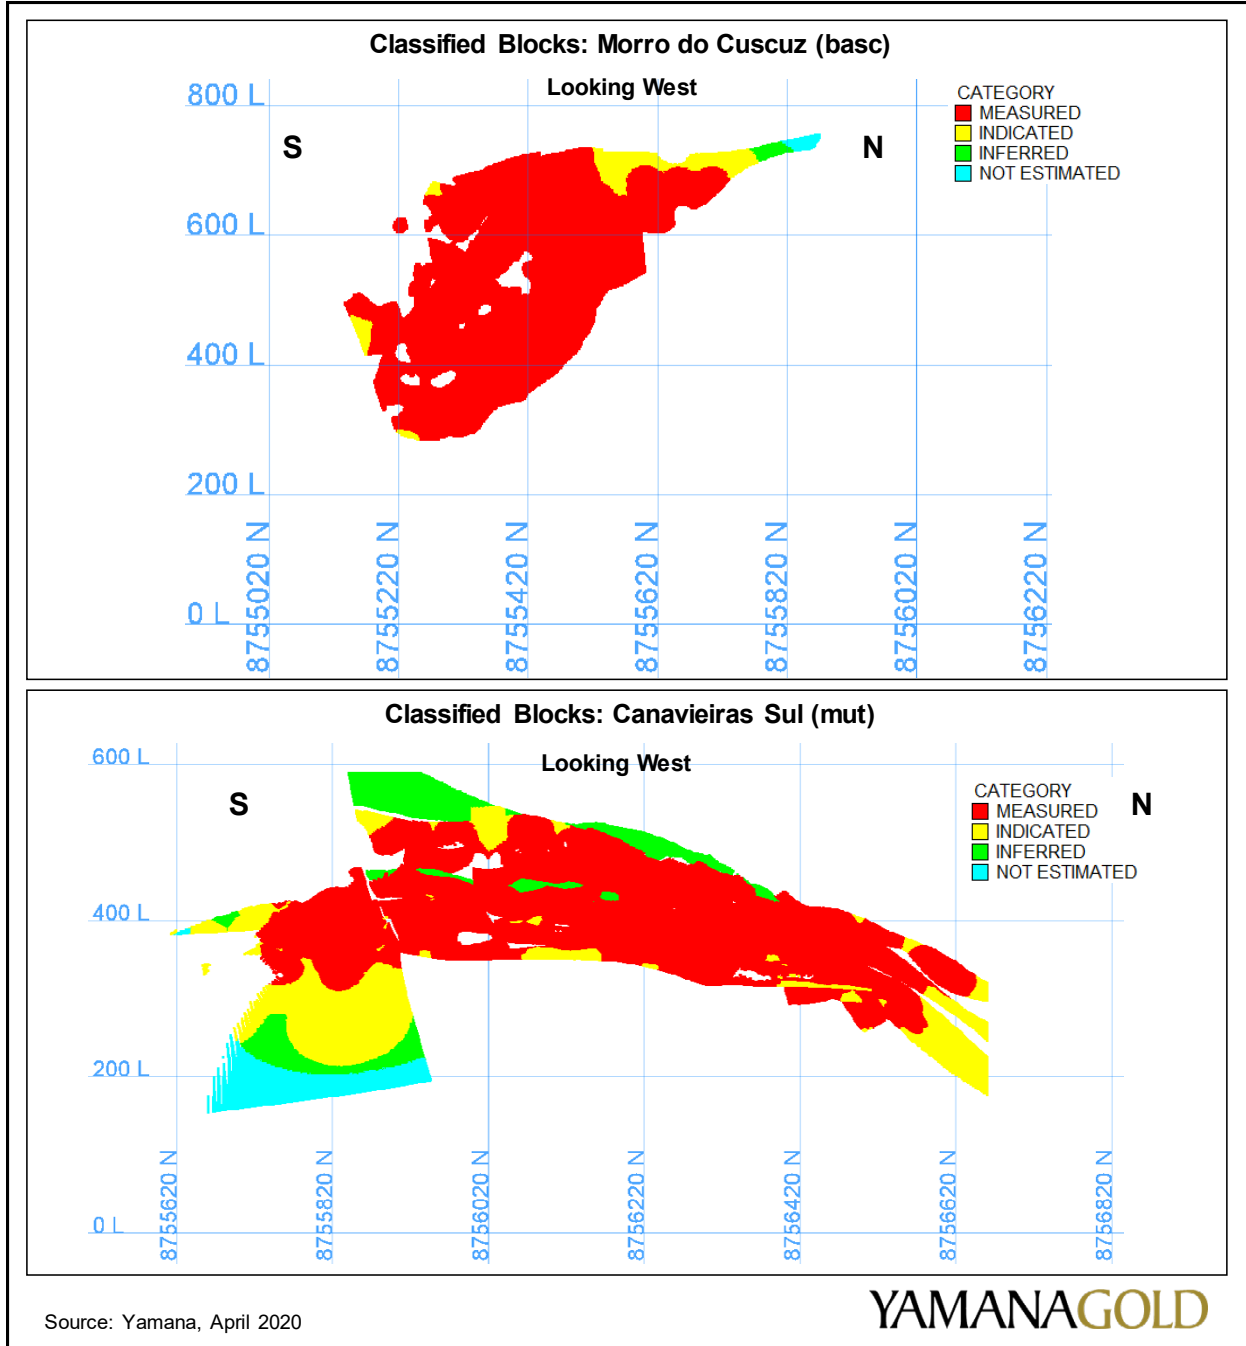 Classified Blocks: Morro do Cuscuz (basc)
Looking West
800 L
CATEGORY
MEASURED
INDICATED
INFERRED
NOT ESTIMATED
S
N
600 L
400 L
200 L
0 L
8755020 N
8755220 N
8755420 N
8755620 N
8755820 N
8756020 N
8756220 N
Classified Blocks: Canavieiras Sul (mut)
Looking West
600 L
CATEGORY
MEASURED
INDICATED
INFERRED
NOT ESTIMATED
S
N
400 L
200 L
0 L
8755620 N
8755820 N
8756020 N
8756220 N
8756420 N
8756620 N
8756820 N
Source: Yamana, April 2020
YAMANAGOLD